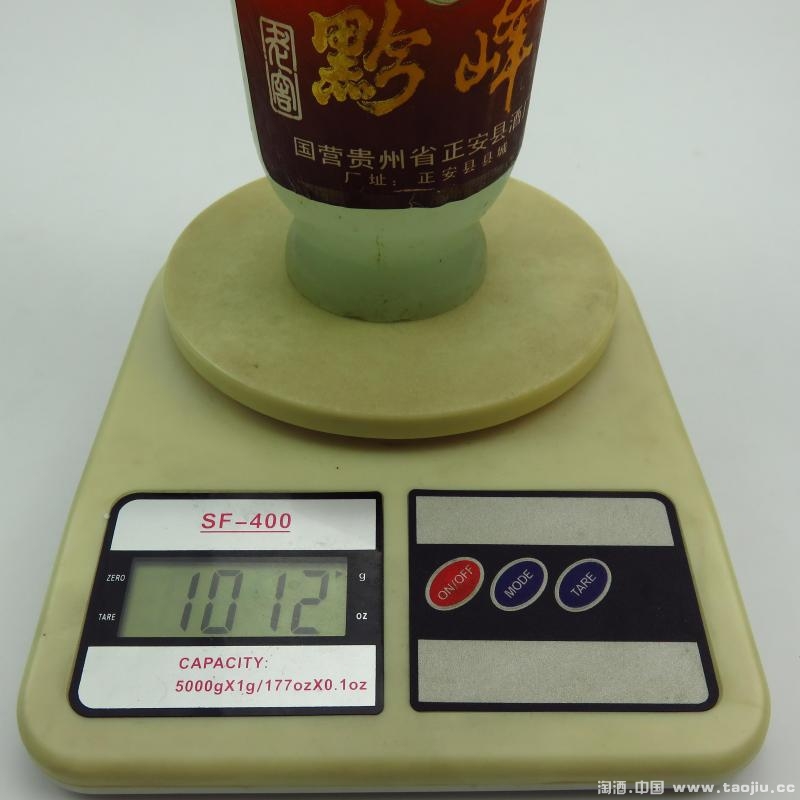 老窖
黔峰
国营贵州省正安县酒厂
厂址：正安县县城
SF-400
ZERO
TARE
1012
g
oz
ON/OFF
MODE
TARE
CAPACITY:
5000gX1g/177ozX0.1oz
淘酒.中国 www.taojiu.cc